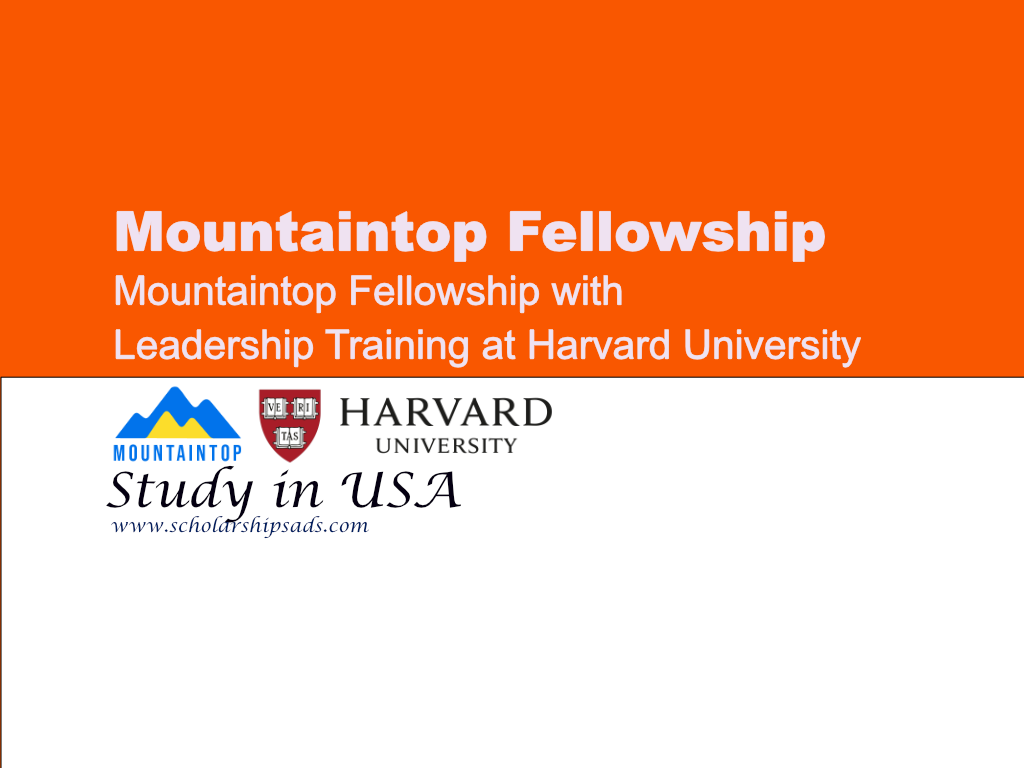 Mountaintop Fellowship
Mountaintop Fellowship with
Leadership Training at Harvard University
MOUNTAINTOP
VE RI TAS
HARVARD
UNIVERSITY
Study in USA
www.scholarshipsads.com